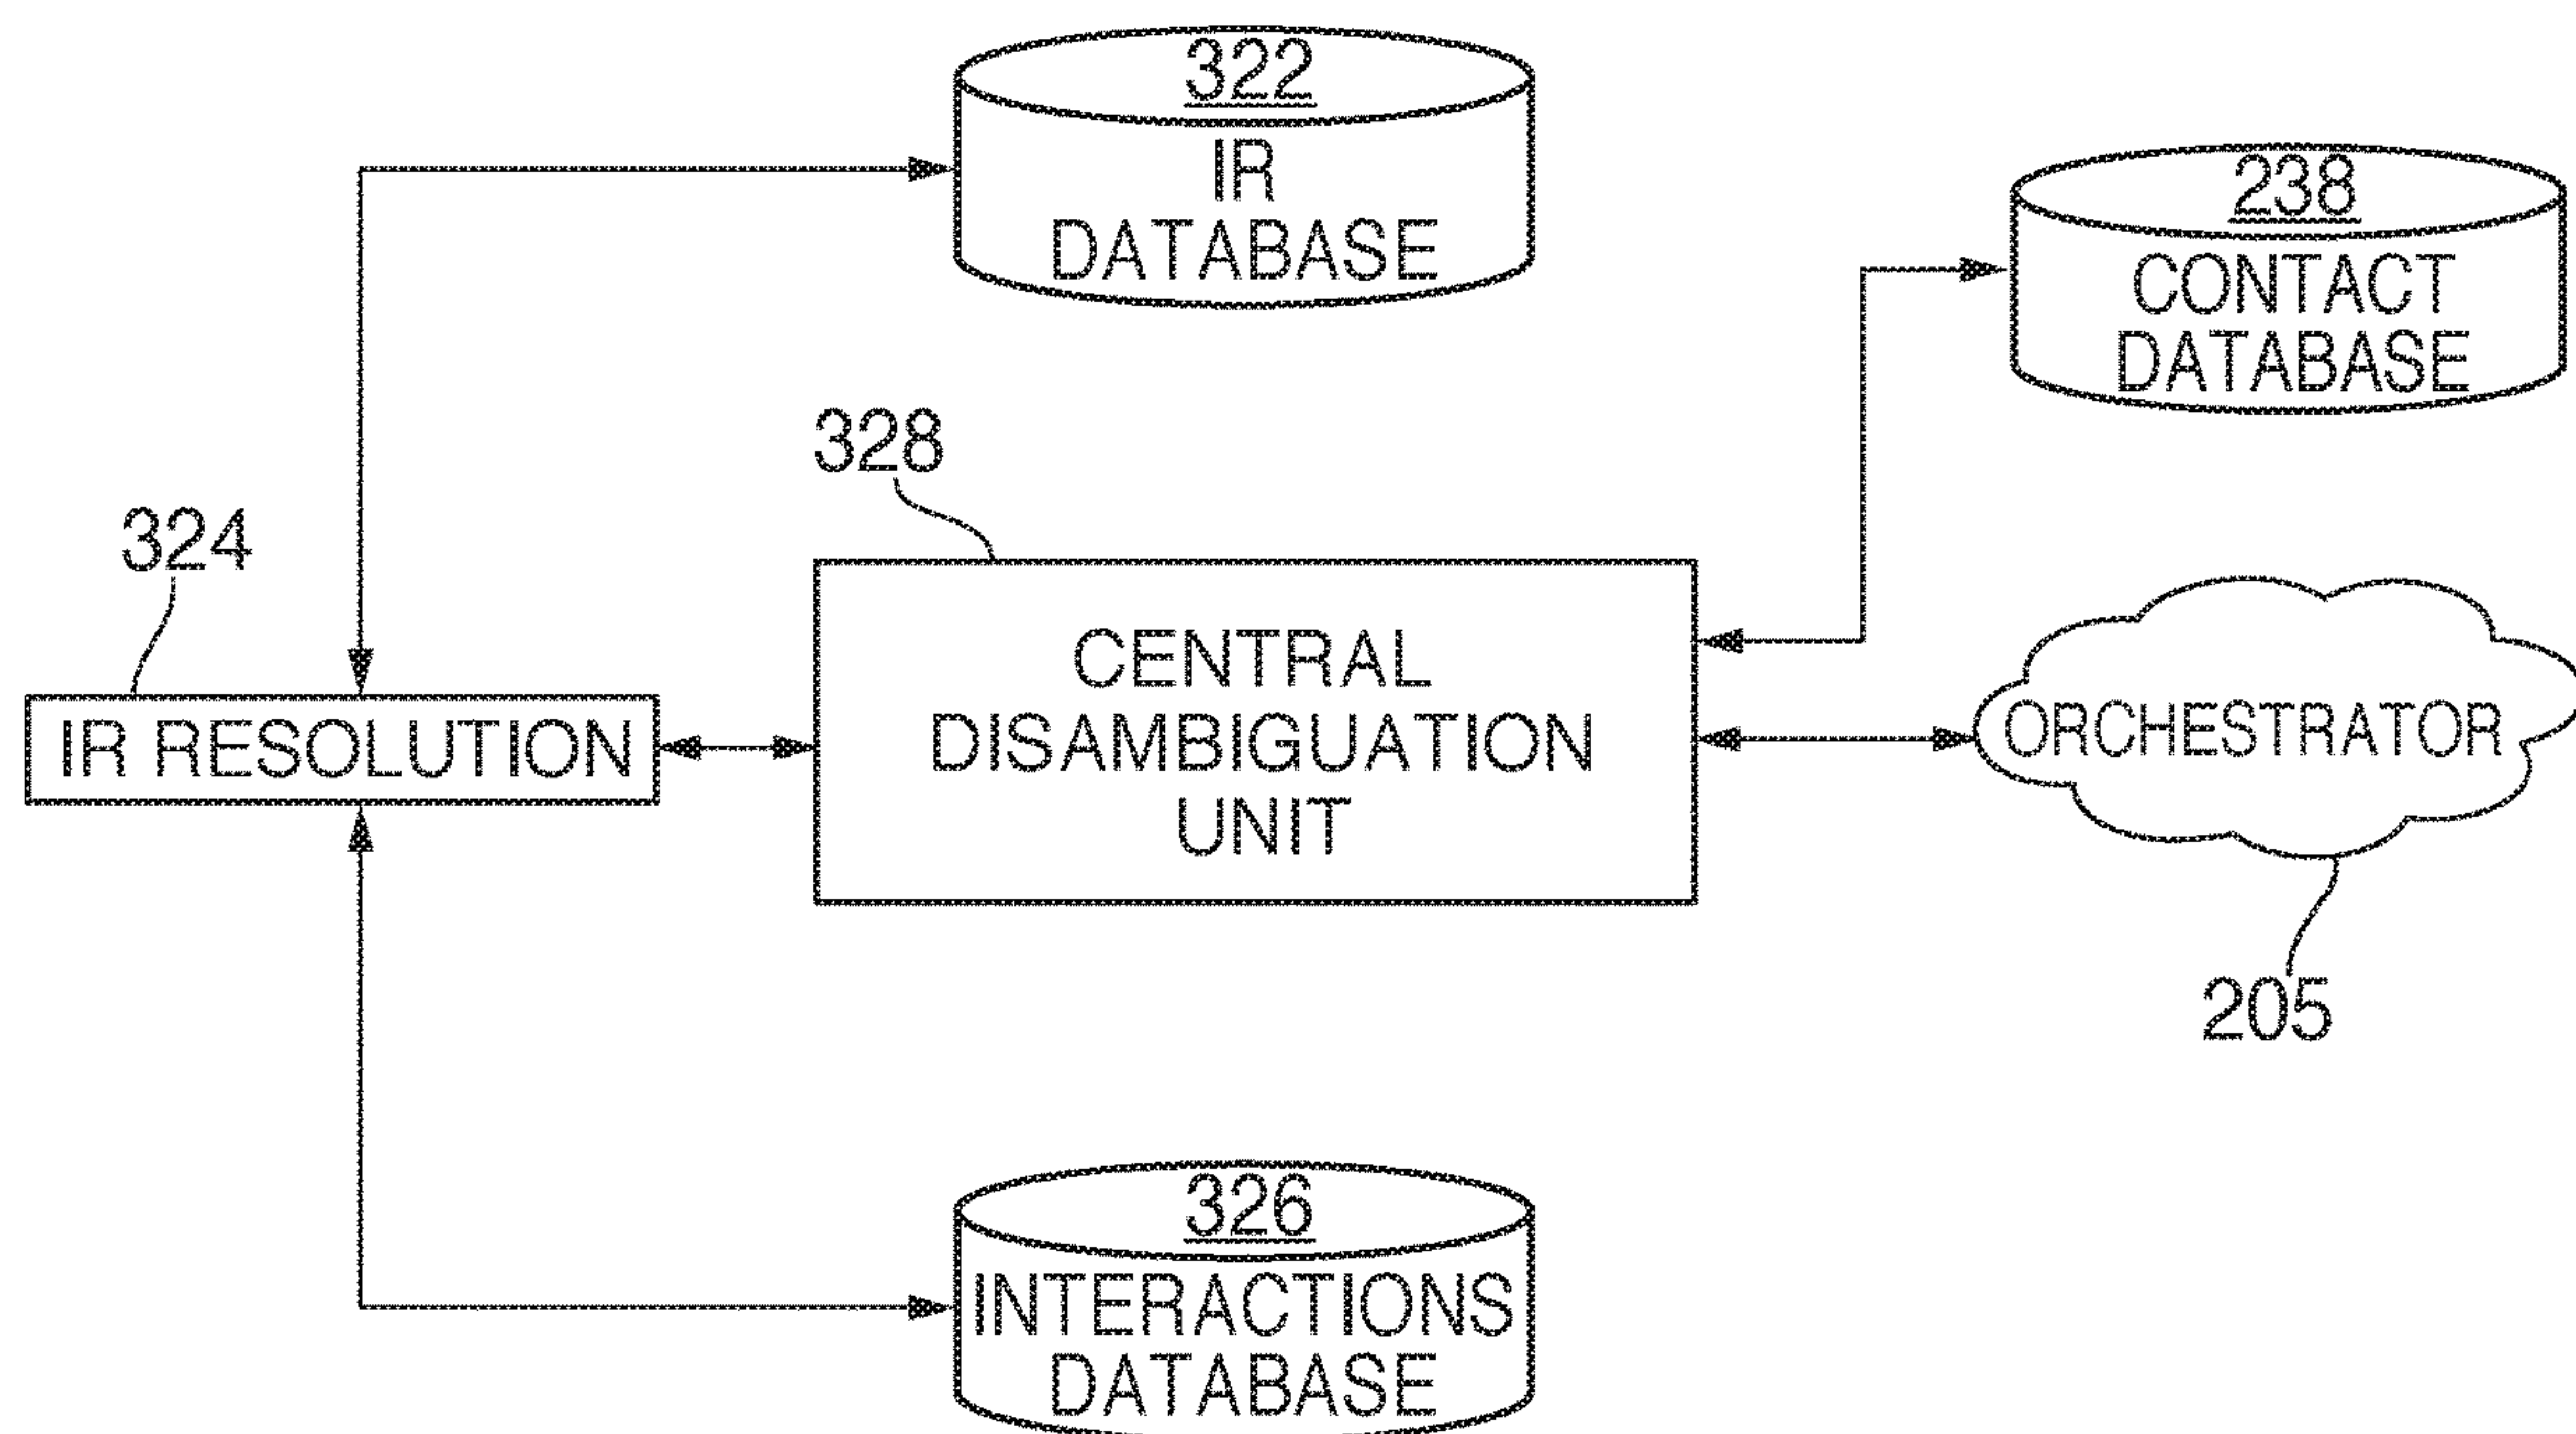 322
IR
DATABASE
238
CONTACT
DATABASE
328
324
CENTRAL
DISAMBIGUATION
UNIT
IR RESOLUTION
ORCHESTRATOR
205
326
INTERACTIONS
DATABASE